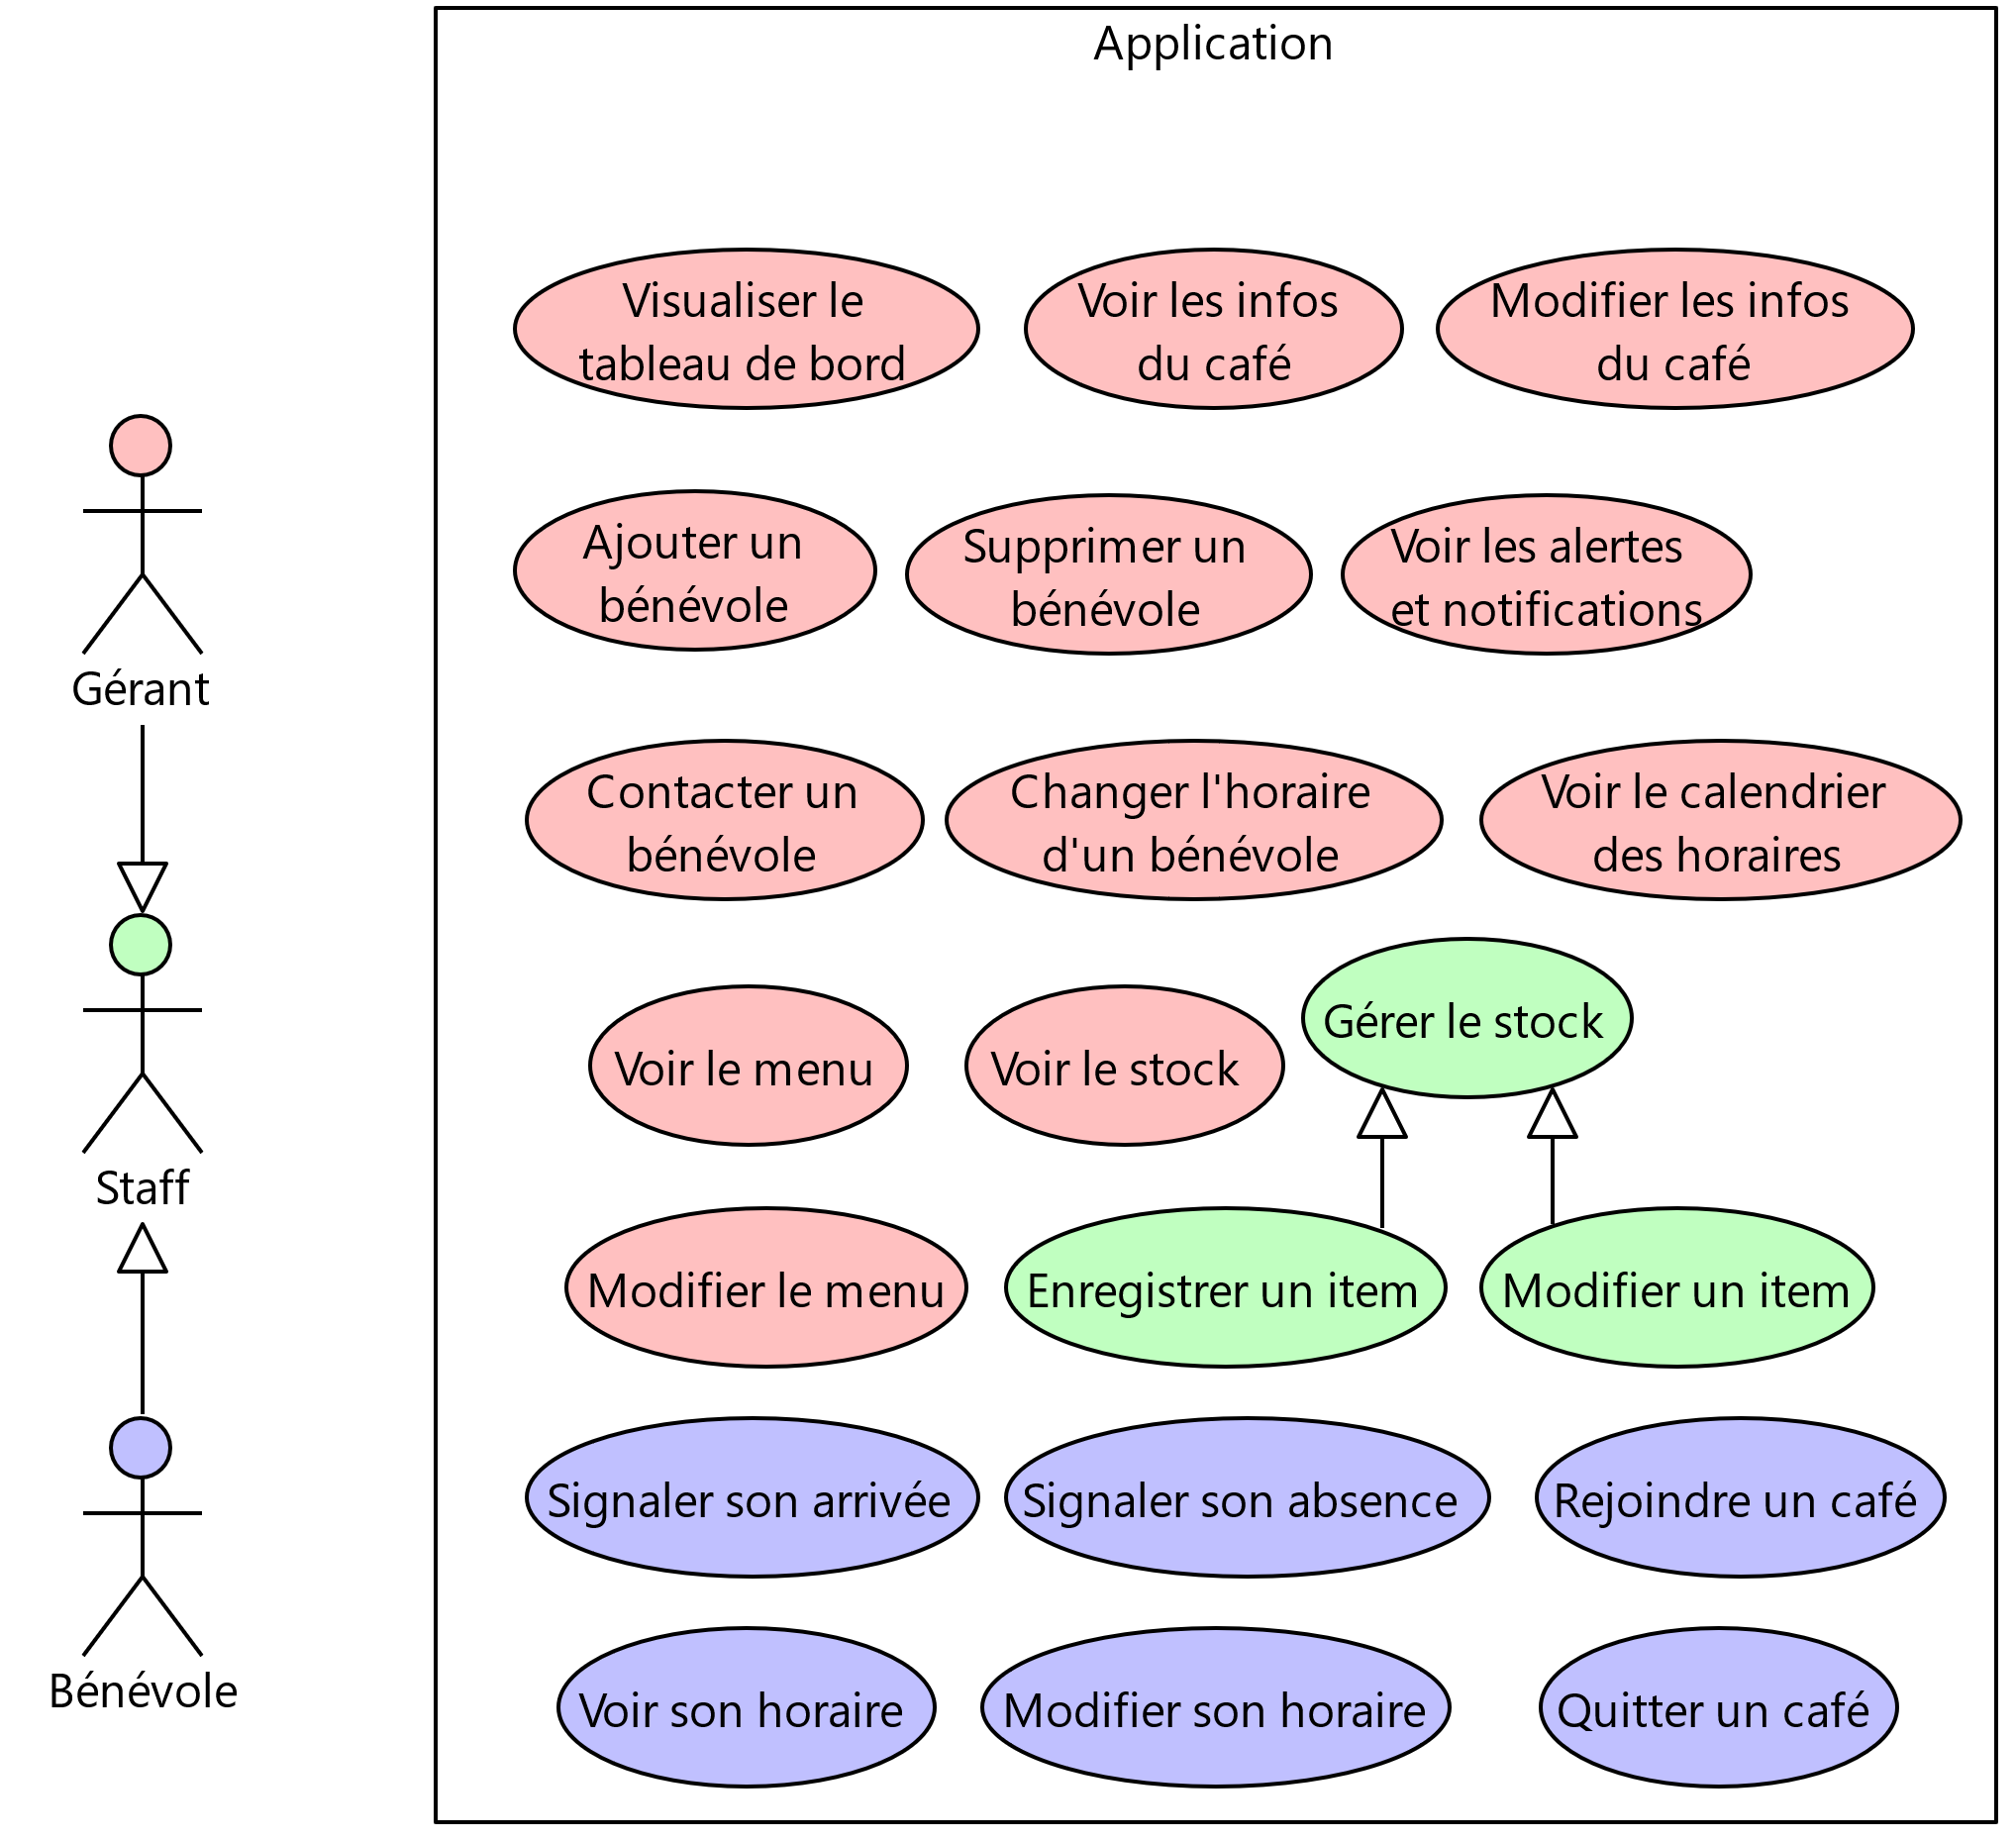 Application
Visualiser le
tableau de bord
Voir les infos
du café
Modifier les infos
du café
Ajouter un
bénévole
Supprimer un
bénévole
Voir les alertes
et notifications
Gérant
Contacter un
bénévole
Changer l'horaire
d'un bénévole
Voir le calendrier
des horaires
Voir le menu
Voir le stock
Gérer le stock
Staff
Modifier le menu
Enregistrer un item
Modifier un item
Signaler son arrivée
Signaler son absence
Rejoindre un café
Bénévole
Voir son horaire
Modifier son horaire
Quitter un café